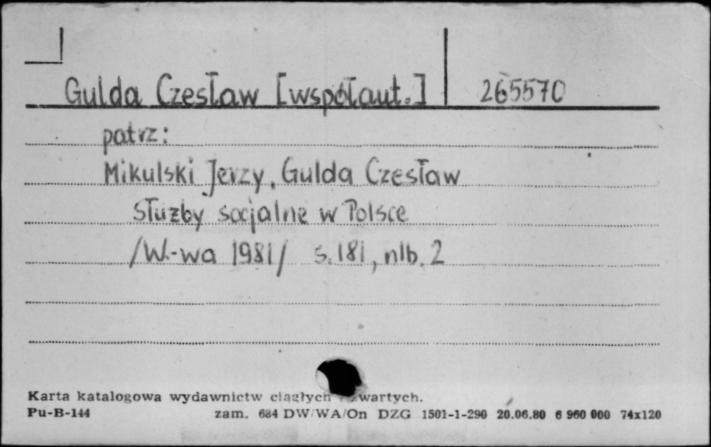 Gulda Czesław [współaut.] 265570
patrz:
Mikulski Jerzy, Gulda Czesław
Służby socjalne w Polsce
/W.-wa 1981/ s. 181, nlb. 2
Karta katalogowa wydawnictw ciągłych zwartych.
Pu-B-144 zam. 684 DW/WA/On DZG 1501-1-290 20.06.80 6 960 000 74x120